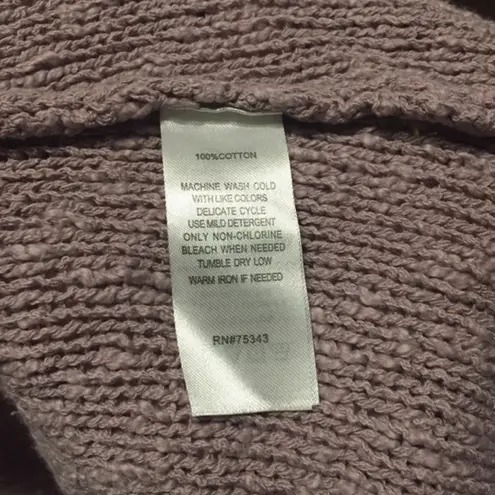 100%COTTON
MACHINE WASH COLD
WITH LIKE COLORS
DELICATE CYCLE
USE MILD DETERGENT
ONLY NON-CHLORINE
BLEACH WHEN NEEDED
TUMBLE DRY LOW
WARM IRON IF NEEDED
RN#75343